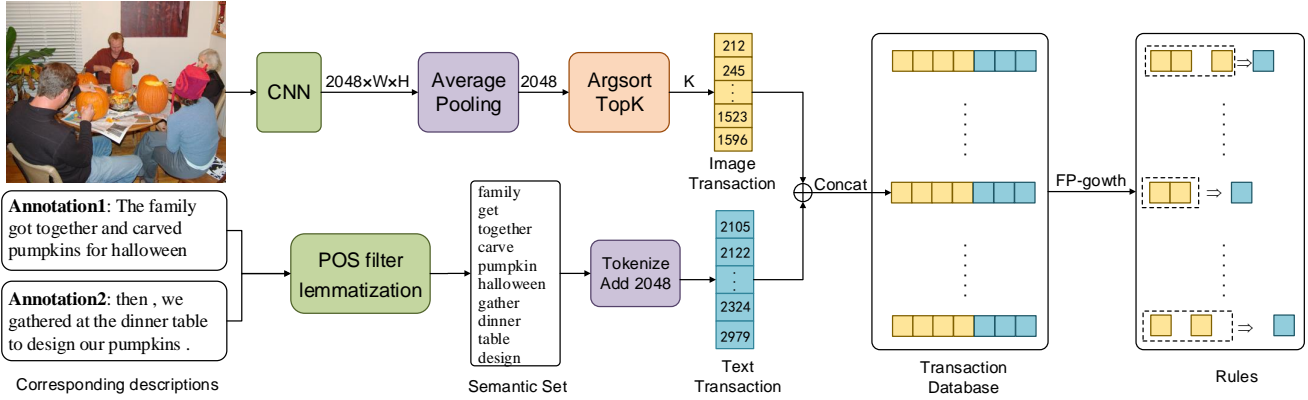 CNN
2048×W×H
Average
Pooling
2048
Argsort
TopK
K
212
245
1523
1596
Image
Transaction
Annotation1: The family
got together and carved
pumpkins for halloween
Annotation2: then , we
gathered at the dinner table
to design our pumpkins .
Corresponding descriptions
POS filter
lemmatization
family
get
together
carve
pumpkin
halloween
gather
dinner
table
design
Semantic Set
Tokenize
Add 2048
2105
2122
2324
2979
Text
Transaction
Concat
Transaction
Database
FP-gowth
Rules